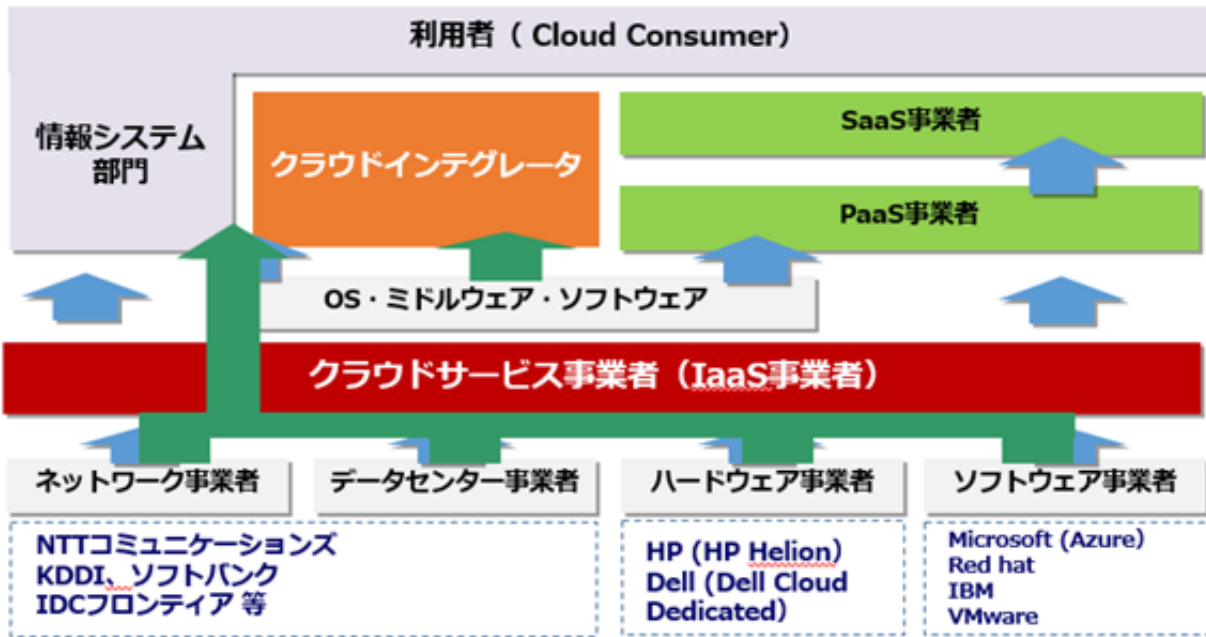 利用者（ Cloud Consumer）
情報システム
部門
クラウドインテグレータ
SaaS事業者
PaaS事業者
OS・ミドルウェア・ソフトウェア
クラウドサービス事業者（IaaS事業者）
ネットワーク事業者
データセンター事業者
ハードウェア事業者
ソフトウェア事業者
NTTコミュニケーションズ
KDDI、ソフトバンク
IDCフロンティア 等
HP (HP Helion）
Dell (Dell Cloud
Dedicated）
Microsoft (Azure）
Red hat
IBM
VMware